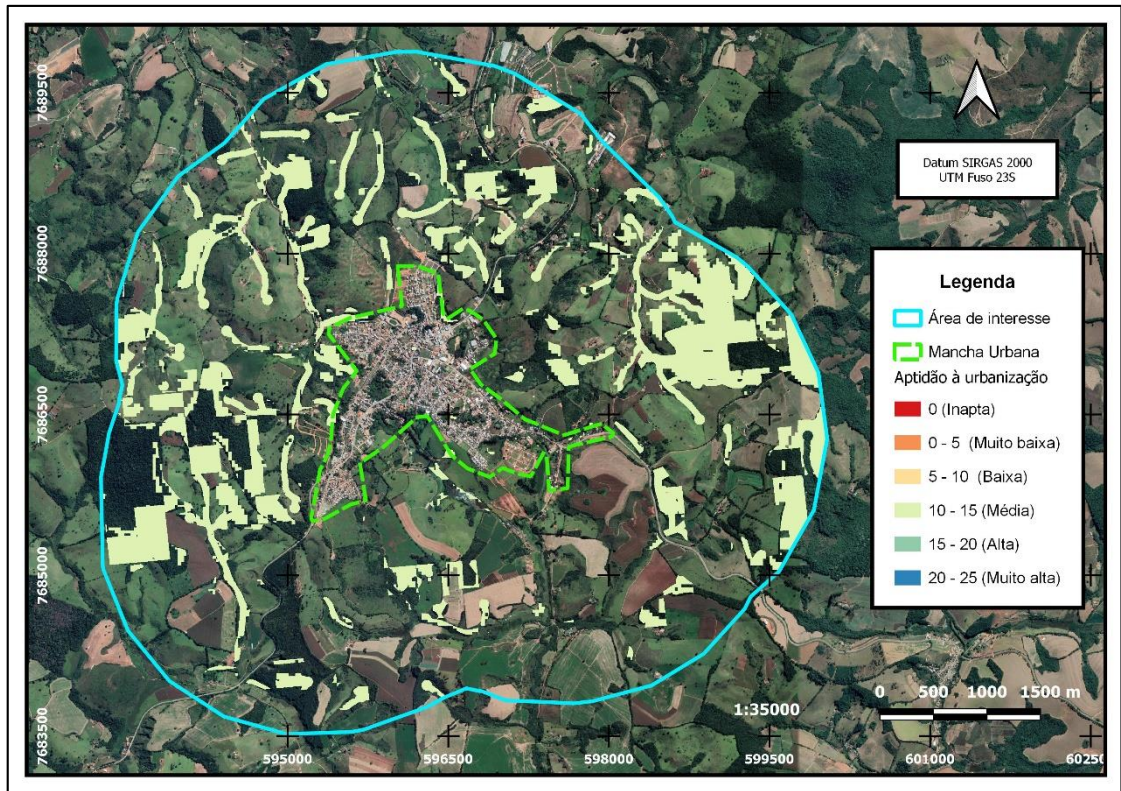 7689500
7688000
7686500
7685000
7683500
Datum SIRGAS 2000
UTM Fuso 23S
Legenda
Área de interesse
Mancha Urbana
Aptidão à urbanização
0 (Inapta)
0 - 5 (Muito baixa)
5 - 10 (Baixa)
10 - 15 (Média)
15 - 20 (Alta)
20 - 25 (Muito alta)
0 500 1000 1500 m
1:35000
595000 596500 598000 599500 601000 602500